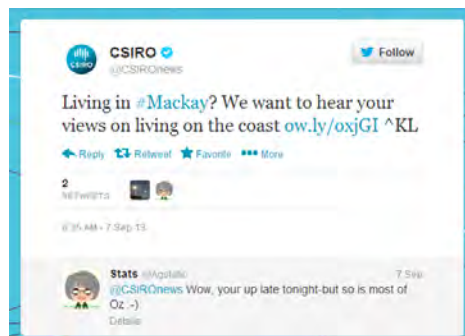 CSIRO
CSIRO
Follow
@CSIROnews
Living in #Mackay? We want to hear your
views on living on the coast ow.ly/oxjGI ^KL
Reply Retweet Favorite More
2
RETWEETS
6:35 AM - 7 Sep 13
Stats 7 Sep
@CSIROnews Wow, your up late tonight-but so is most of
Oz :-)
Details